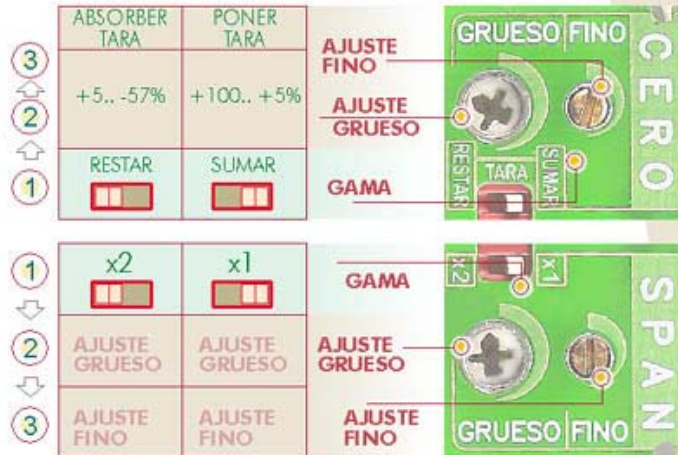 ABSORBER TARA
PONER TARA
+5.. -57%
+100.. +5%
RESTAR
SUMAR
3
2
1
AJUSTE FINO
AJUSTE GRUESO
GAMA
GRUESO FINO
CERO
RESTAR
TARA
SUMAR
1
x2
x1
GAMA
x2
x1
2
AJUSTE GRUESO
AJUSTE GRUESO
AJUSTE GRUESO
3
AJUSTE FINO
AJUSTE FINO
AJUSTE FINO
GRUESO FINO
SPAN